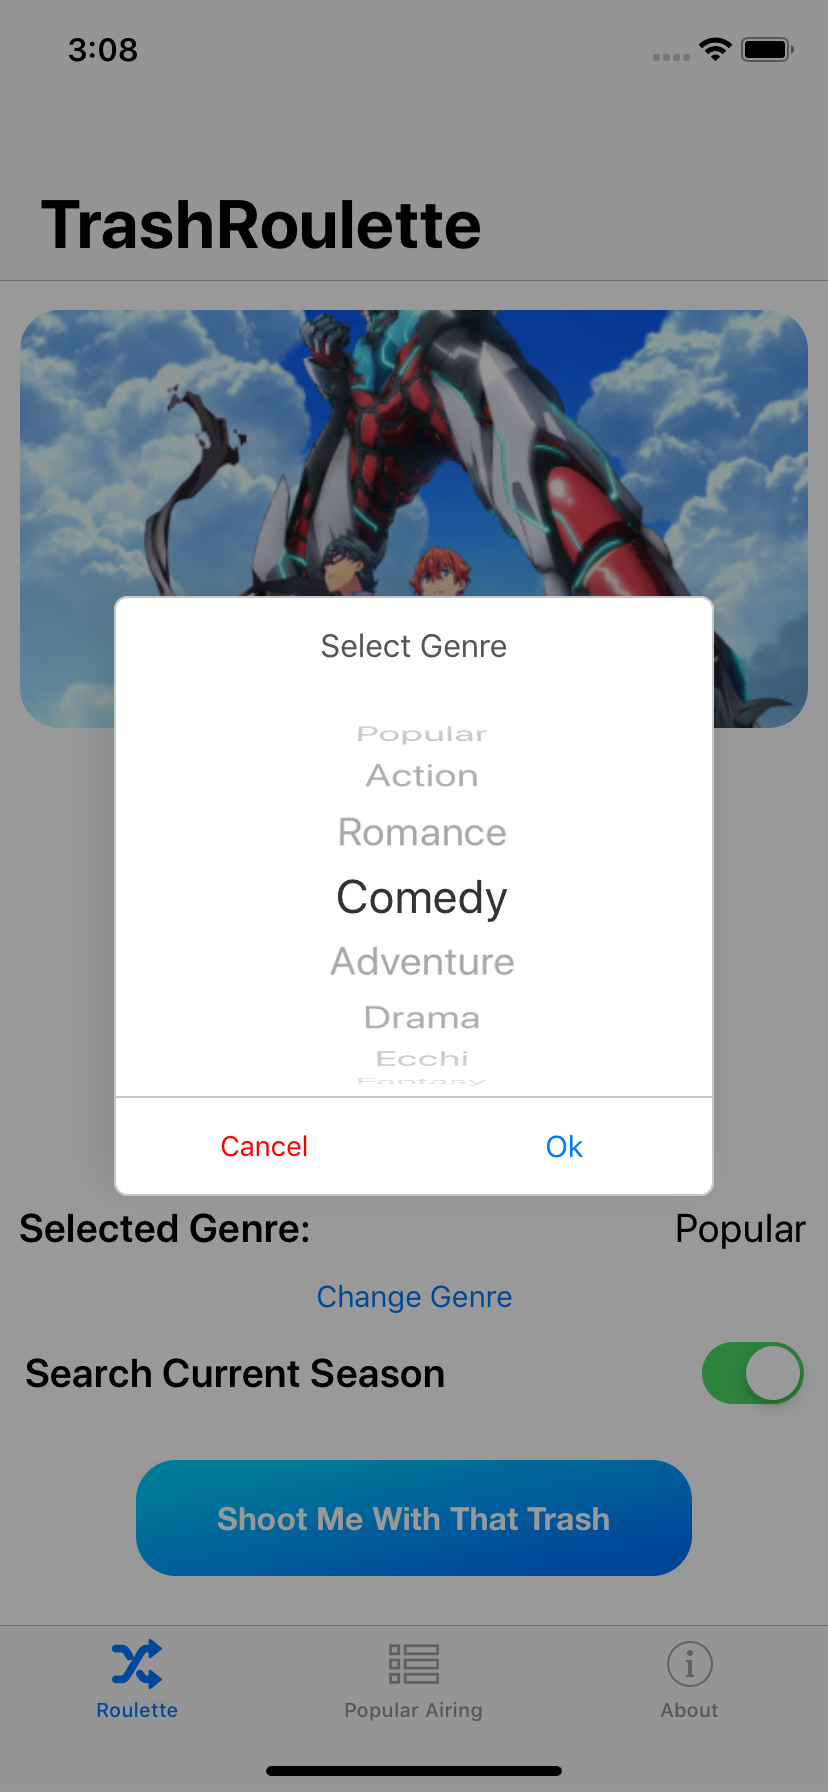 3:08
TrashRoulette
Select Genre
Popular
Action
Romance
Comedy
Adventure
Drama
Ecchi
Fantasy
Cancel Ok
Selected Genre: Popular
Change Genre
Search Current Season
Shoot Me With That Trash
Roulette Popular Airing About